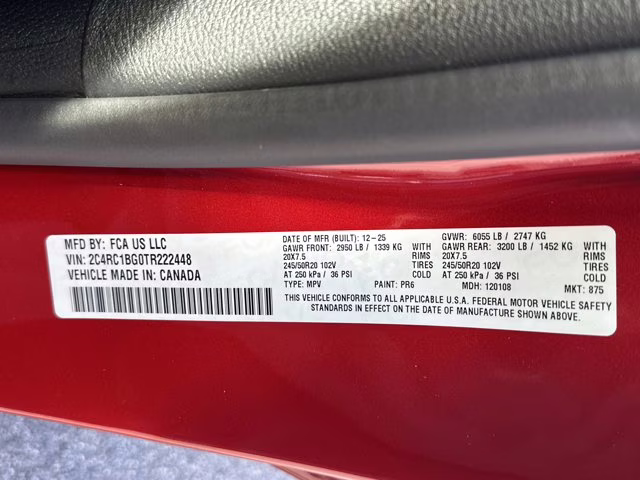 MFD BY: FCA US LLC
VIN: 2C4RC1BG0TR222448
VEHICLE MADE IN: CANADA
DATE OF MFR (BUILT): 12-25
GAWR FRONT: 2950 LB / 1339 KG
WITH
20X7.5
RIMS
245/50R20 102V
TIRES
AT 250 kPa / 36 PSI
COLD
TYPE: MPV
PAINT: PR6
GVWR: 6055 LB / 2747 KG
GAWR REAR: 3200 LB / 1452 KG
WITH
20X7.5
RIMS
245/50R20 102V
TIRES
AT 250 kPa / 36 PSI
COLD
MDH: 120108
MKT: 875
THIS VEHICLE CONFORMS TO ALL APPLICABLE U.S.A. FEDERAL MOTOR VEHICLE SAFETY
STANDARDS IN EFFECT ON THE DATE OF MANUFACTURE SHOWN ABOVE.